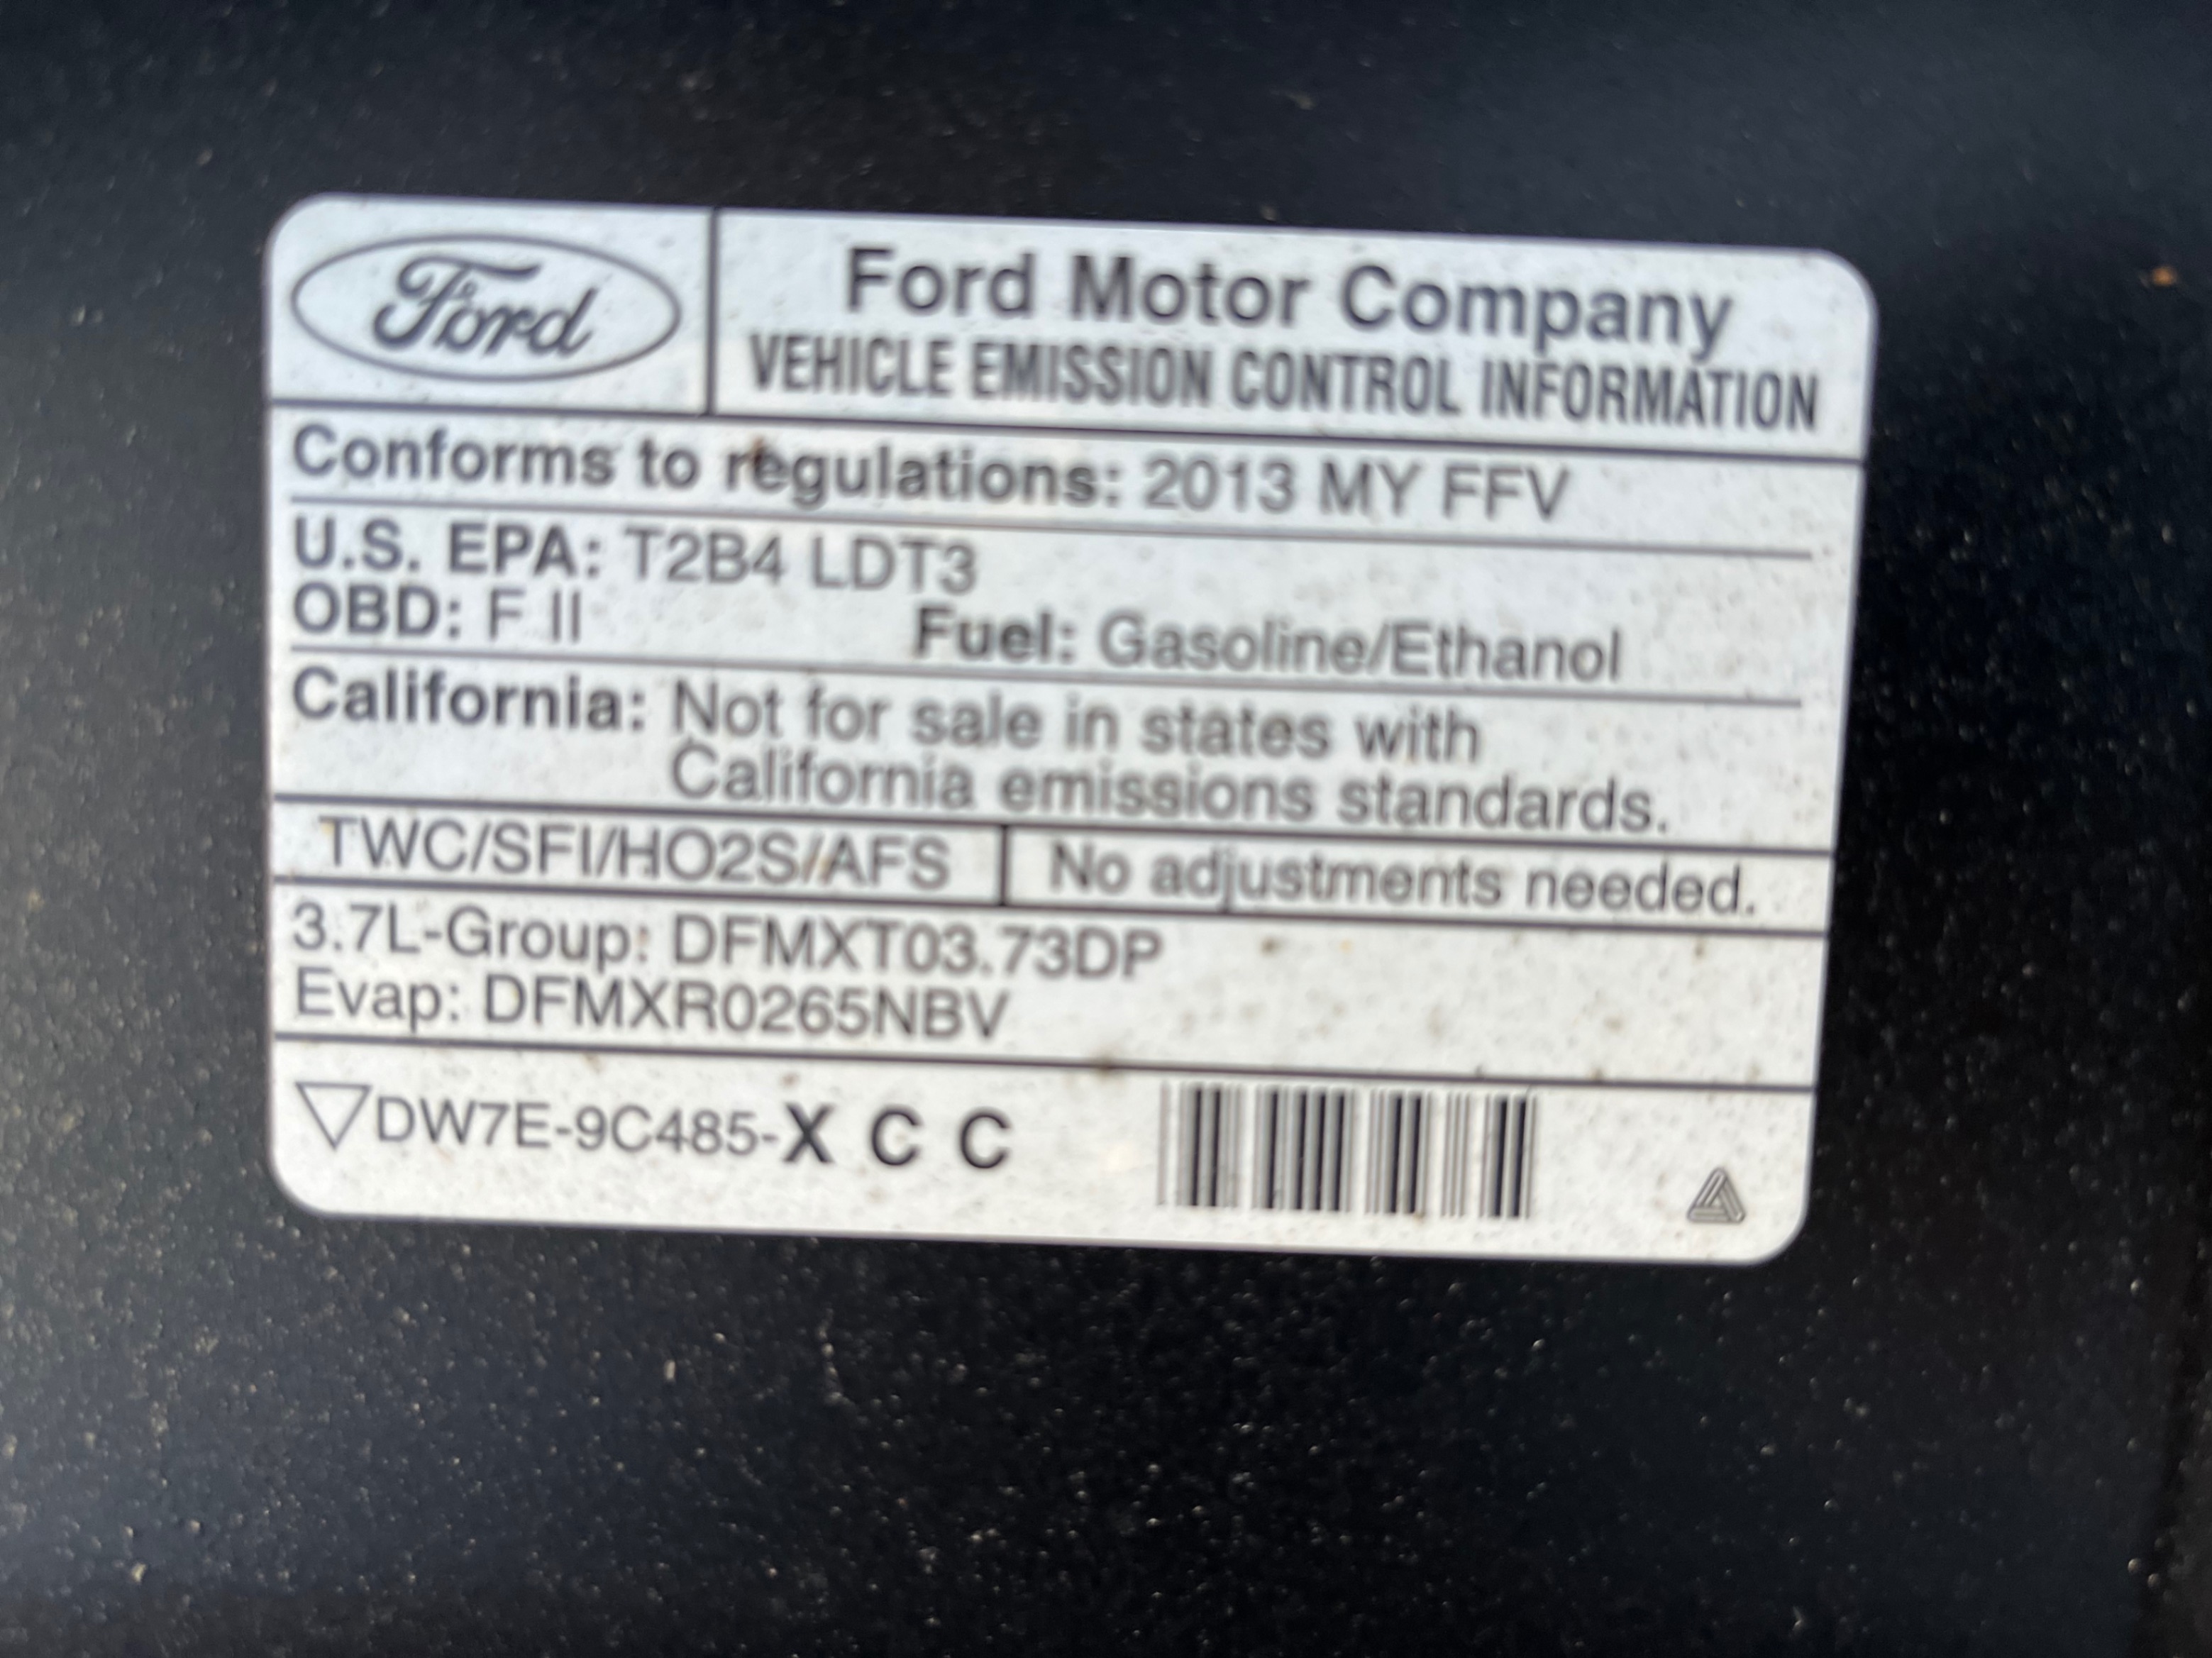 Ford
Ford Motor Company
VEHICLE EMISSION CONTROL INFORMATION
Conforms to regulations: 2013 MY FFV
U.S. EPA: T2B4 LDT3
OBD: F II Fuel: Gasoline/Ethanol
California: Not for sale in states with
California emissions standards.
TWC/SFI/HO2S/AFS No adjustments needed.
3.7L-Group: DFMXT03.73DP
Evap: DFMXR0265NBV
▽DW7E-9C485-X C C